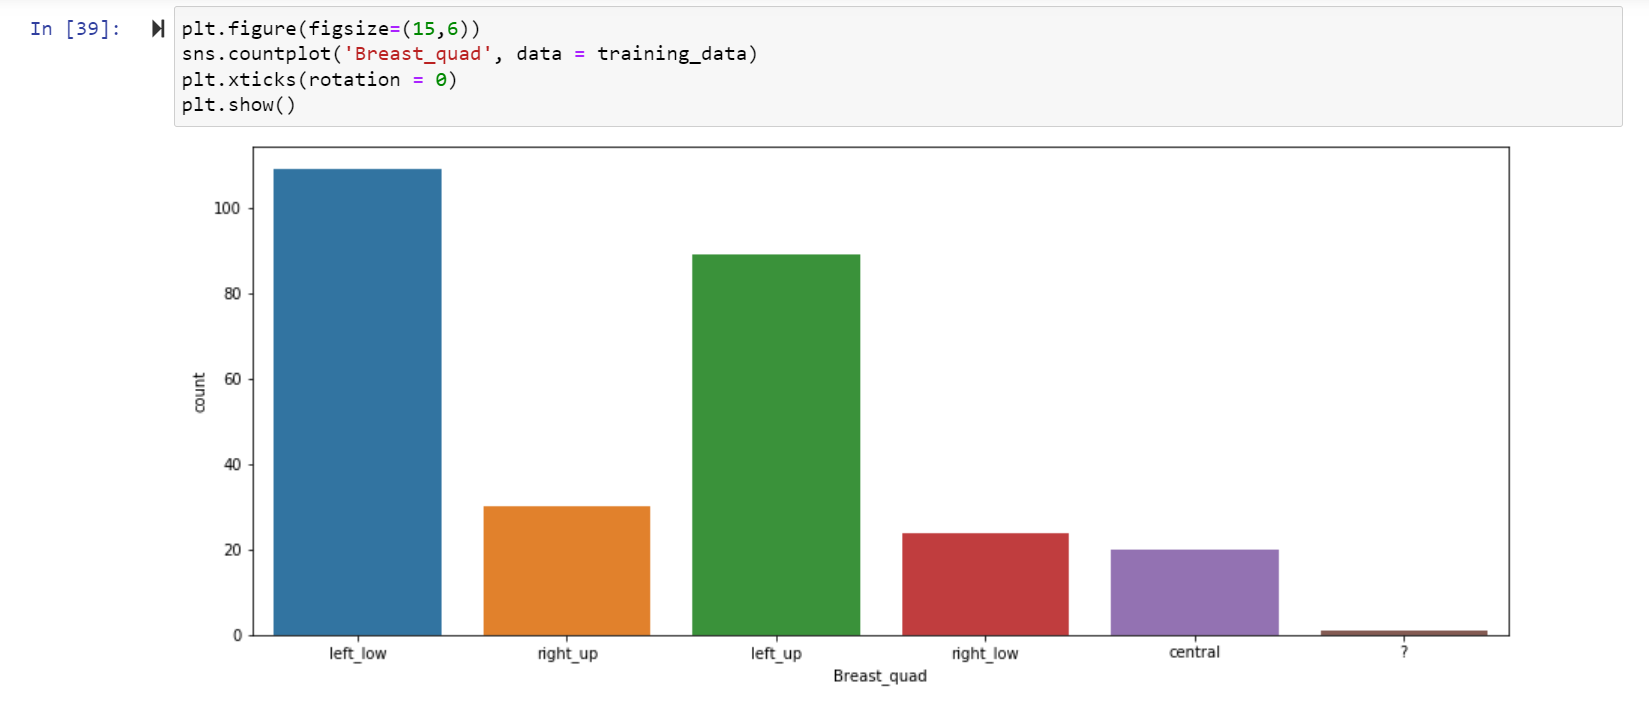 In [39]:
plt.figure(figsize=(15,6))
sns.countplot('Breast_quad', data = training_data)
plt.xticks(rotation = 0)
plt.show()
100
80
60
40
20
0
count
left_low right_up left_up right_low central ?
Breast_quad